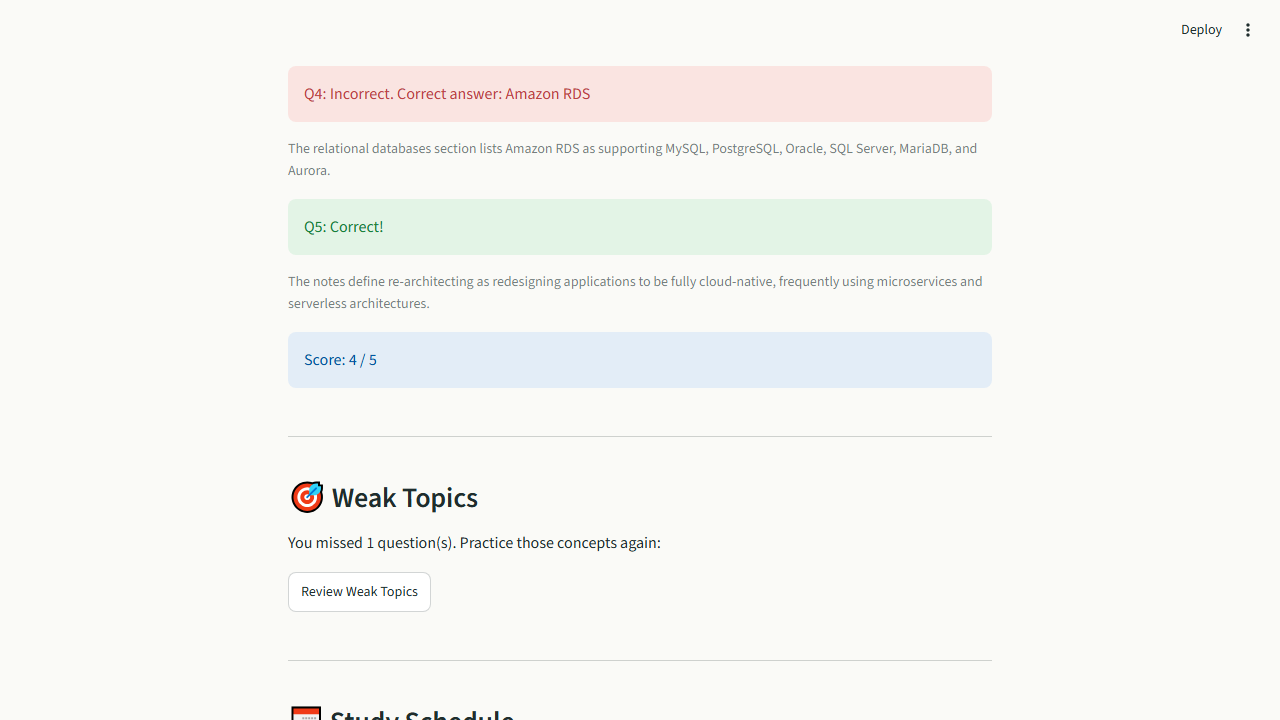 Deploy
Q4: Incorrect. Correct answer: Amazon RDS
The relational databases section lists Amazon RDS as supporting MySQL, PostgreSQL, Oracle, SQL Server, MariaDB, and
Aurora.
Q5: Correct!
The notes define re-architecting as redesigning applications to be fully cloud-native, frequently using microservices and
serverless architectures.
Score: 4 / 5
Weak Topics
You missed 1 question(s). Practice those concepts again:
Review Weak Topics
Study Schedule